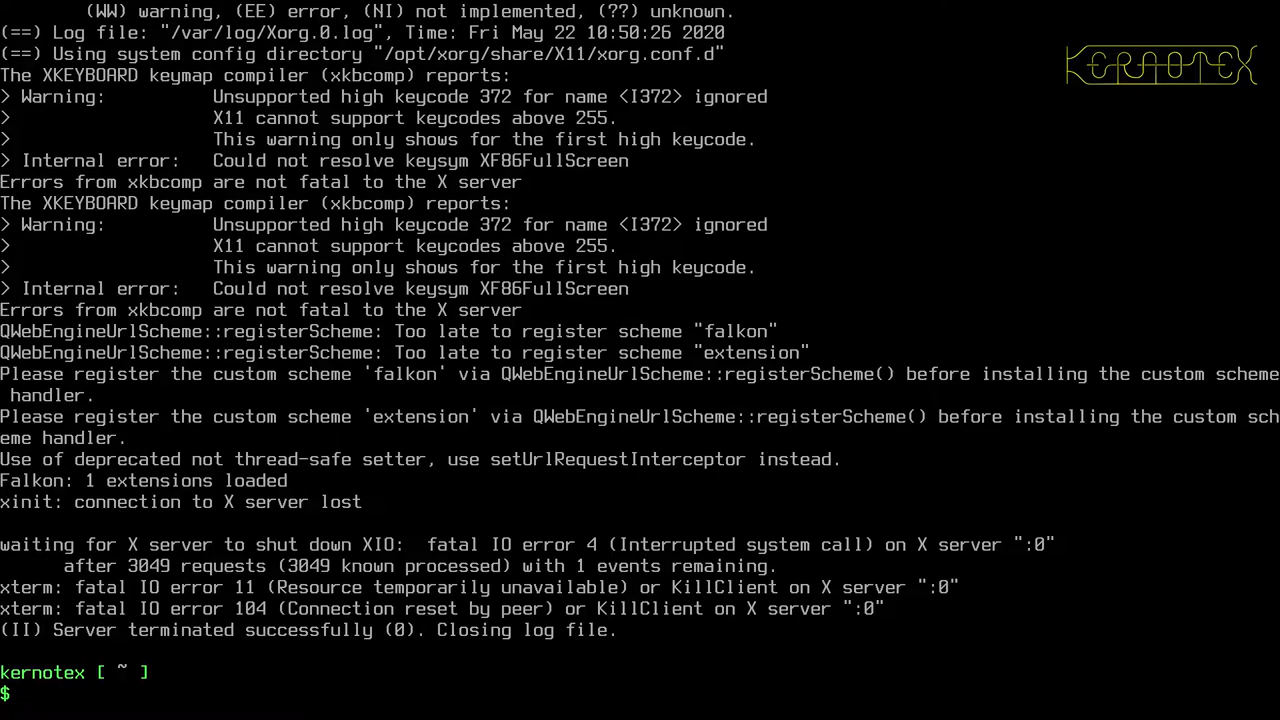 (WW) warning, (EE) error, (NI) not implemented, (??) unknown.
(==) Log file: "/var/log/Xorg.0.log", Time: Fri May 22 10:50:26 2020
(==) Using system config directory "/opt/xorg/share/X11/xorg.conf.d"
KERNOTEX
The XKEYBOARD keymap compiler (xkbcomp) reports:
> Warning:          Unsupported high keycode 372 for name <I372> ignored
>                   X11 cannot support keycodes above 255.
>                   This warning only shows for the first high keycode.
> Internal error:   Could not resolve keysym XF86FullScreen
Errors from xkbcomp are not fatal to the X server
The XKEYBOARD keymap compiler (xkbcomp) reports:
> Warning:          Unsupported high keycode 372 for name <I372> ignored
>                   X11 cannot support keycodes above 255.
>                   This warning only shows for the first high keycode.
> Internal error:   Could not resolve keysym XF86FullScreen
Errors from xkbcomp are not fatal to the X server
QWebEngineUrlScheme::registerScheme: Too late to register scheme "falkon"
QWebEngineUrlScheme::registerScheme: Too late to register scheme "extension"
Please register the custom scheme 'falkon' via QWebEngineUrlScheme::registerScheme() before installing the custom scheme
 handler.
Please register the custom scheme 'extension' via QWebEngineUrlScheme::registerScheme() before installing the custom sch
eme handler.
Use of deprecated not thread-safe setter, use setUrlRequestInterceptor instead.
Falkon: 1 extensions loaded
xinit: connection to X server lost
waiting for X server to shut down XIO:  fatal IO error 4 (Interrupted system call) on X server ":0"
      after 3049 requests (3049 known processed) with 1 events remaining.
xterm: fatal IO error 11 (Resource temporarily unavailable) or KillClient on X server ":0"
xterm: fatal IO error 104 (Connection reset by peer) or KillClient on X server ":0"
(II) Server terminated successfully (0). Closing log file.
kernotex [ ~ ]
$